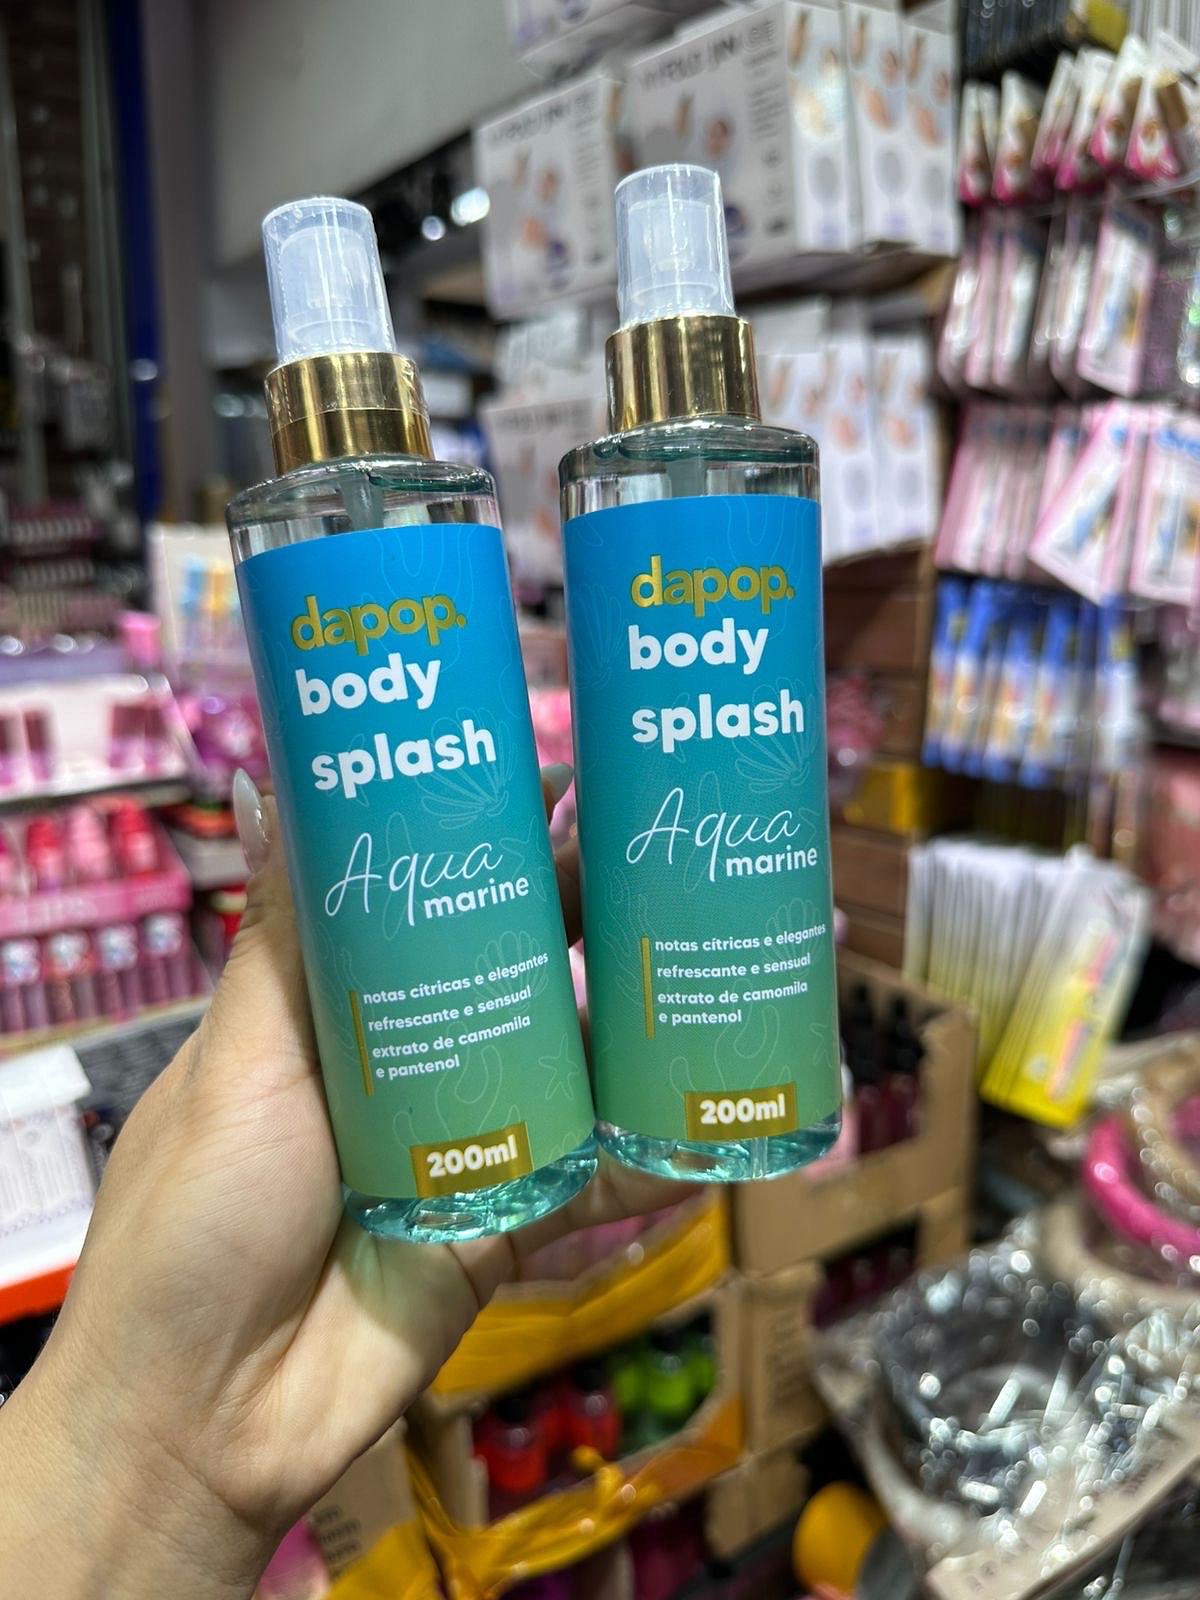 dapop.
body
splash
Aqua
marine
notas cítricas e elegantes
refrescante e sensual
extrato de camomila
e pantenol
200ml
dapop.
body
splash
Aqua
marine
notas cítricas e elegantes
refrescante e sensual
extrato de camomila
e pantenol
200ml